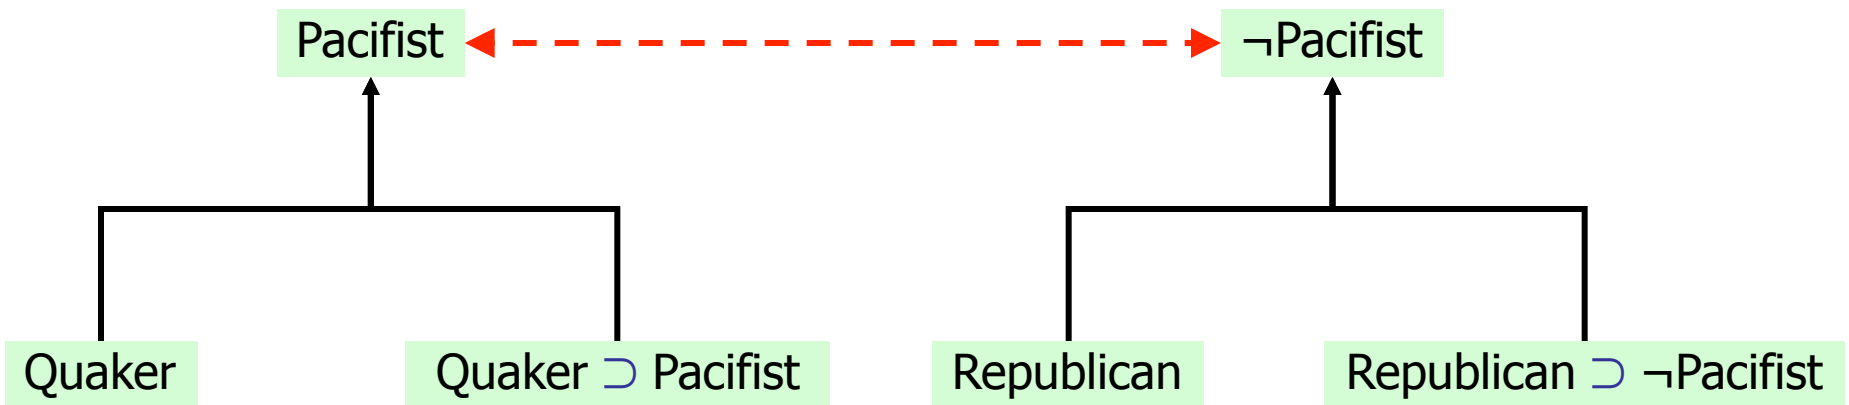 Pacifist ¬Pacifist
Quaker Quaker ⊃ Pacifist Republican Republican ⊃ ¬Pacifist